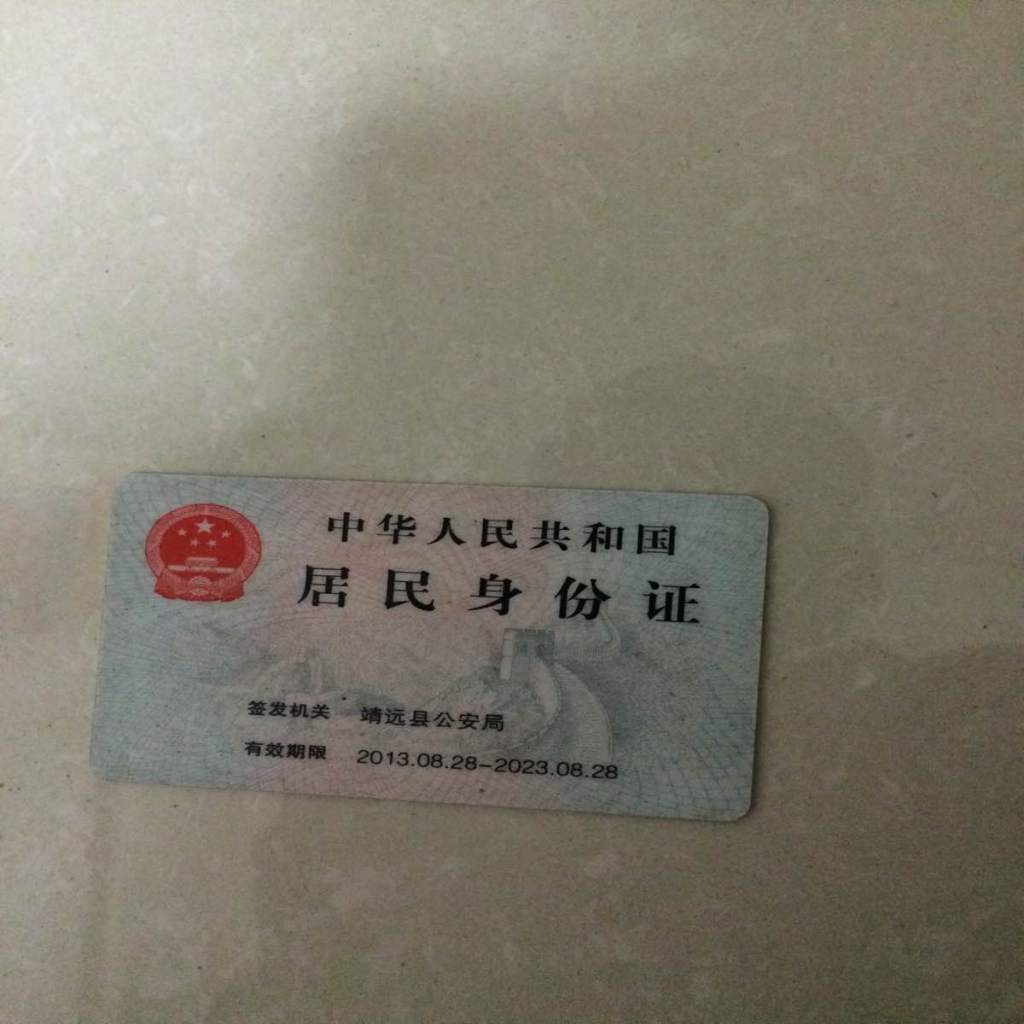 中华人民共和国
居民身份证
签发机关 靖远县公安局
有效期限 2013.08.28-2023.08.28